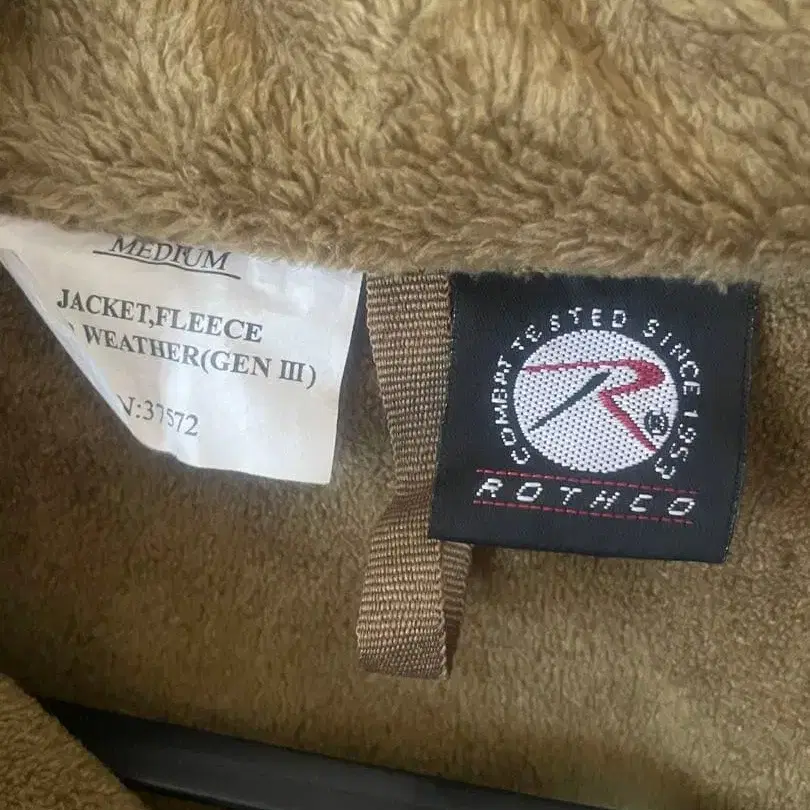 MEDIUM
JACKET,FLEECE
WEATHER(GEN III)
:37572
COMBAT TESTED SINCE 1953
R
®
ROTHCO